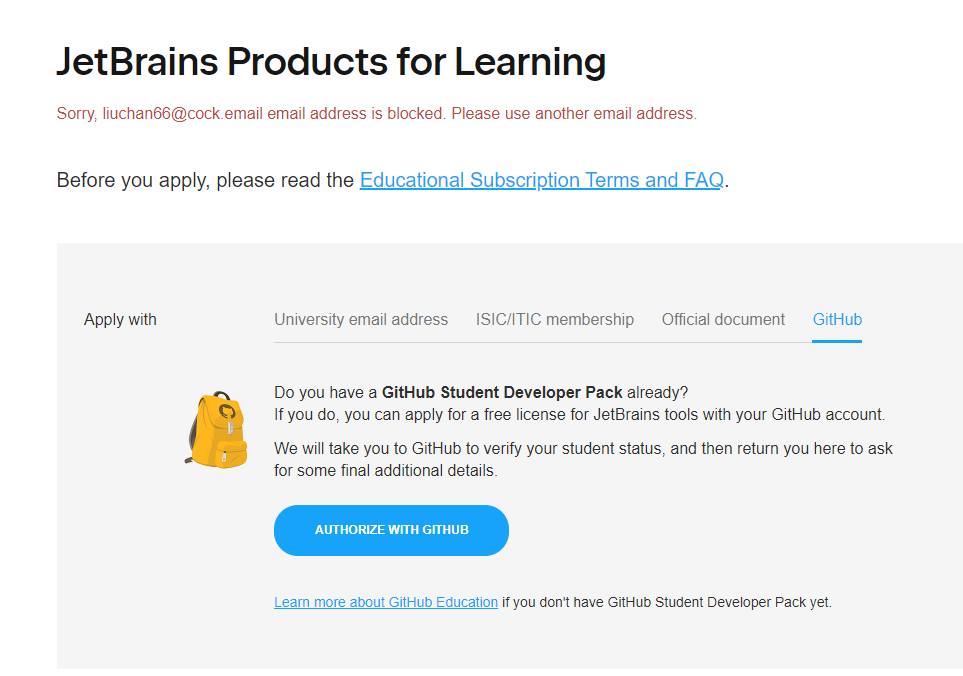 JetBrains Products for Learning
Sorry, liuchan66@cock.email email address is blocked. Please use another email address.
Before you apply, please read the Educational Subscription Terms and FAQ.
Apply with
University email address
ISIC/ITIC membership
Official document
GitHub
Do you have a GitHub Student Developer Pack already?
If you do, you can apply for a free license for JetBrains tools with your GitHub account.
We will take you to GitHub to verify your student status, and then return you here to ask
for some final additional details.
AUTHORIZE WITH GITHUB
Learn more about GitHub Education if you don't have GitHub Student Developer Pack yet.